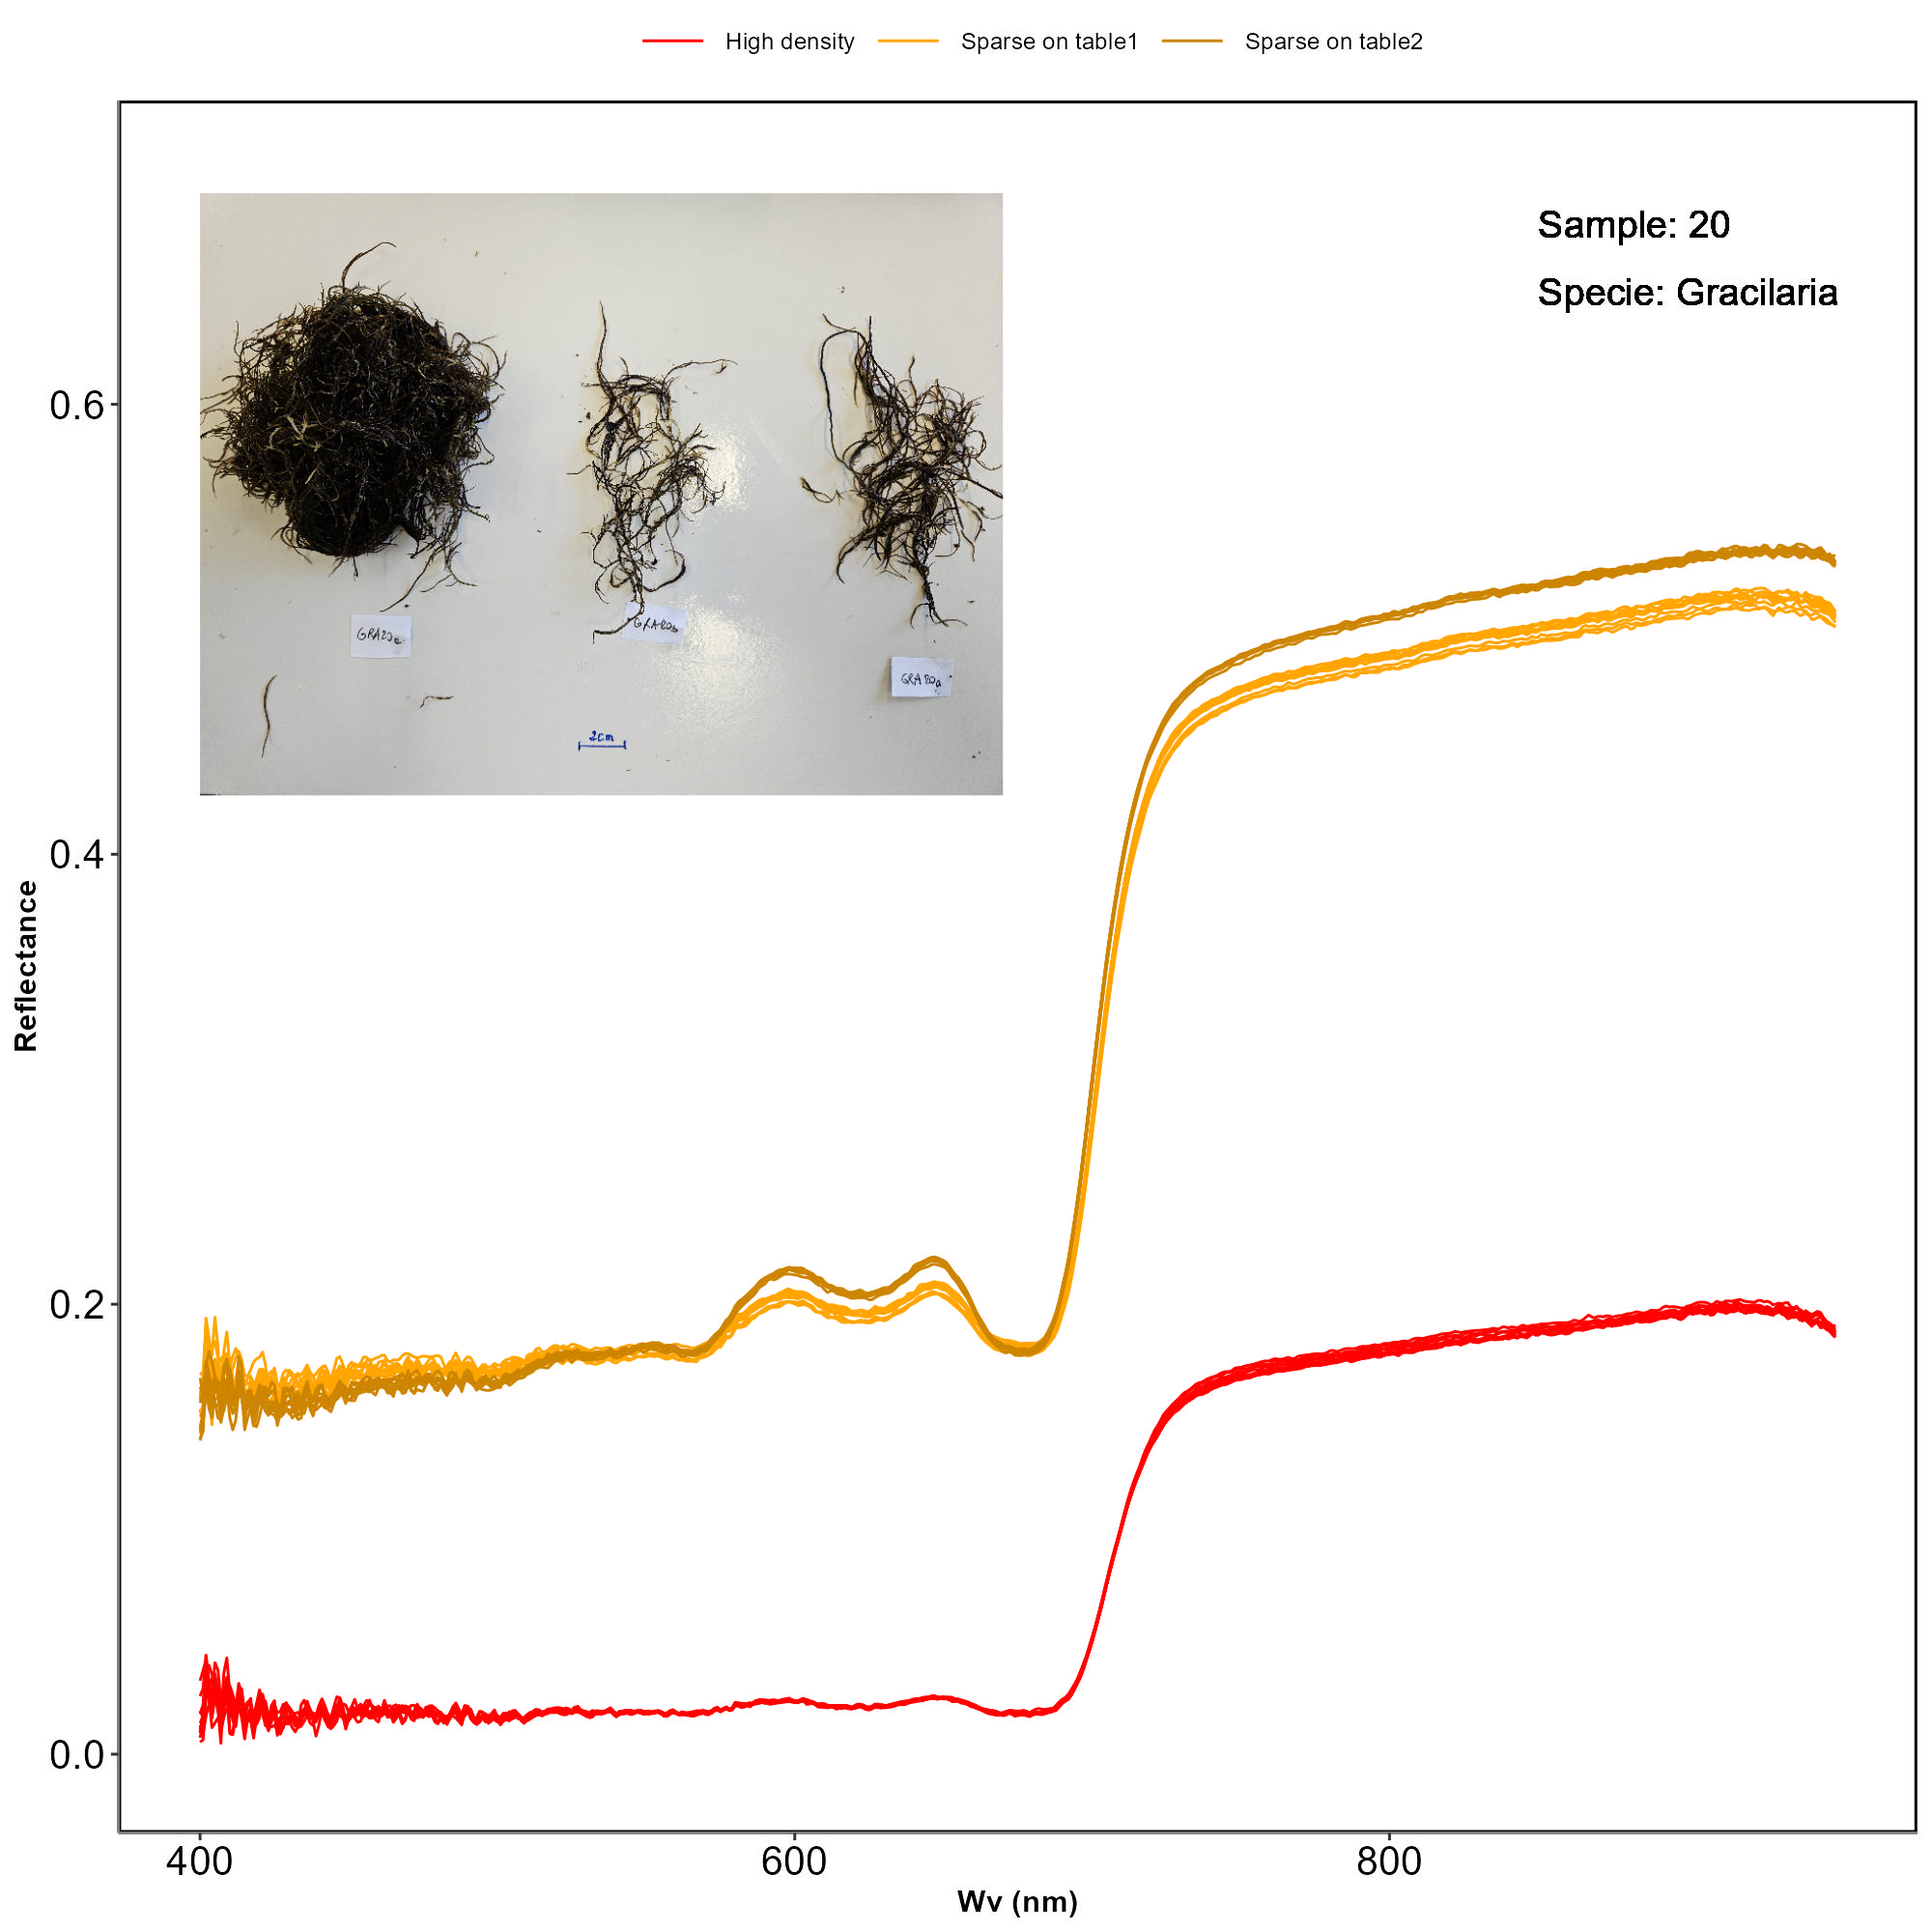 High density Sparse on table1 Sparse on table2
Sample: 20
Specie: Gracilaria
2cm
0.6
0.4
0.2
0.0
Reflectance
400 600 800
Wv (nm)